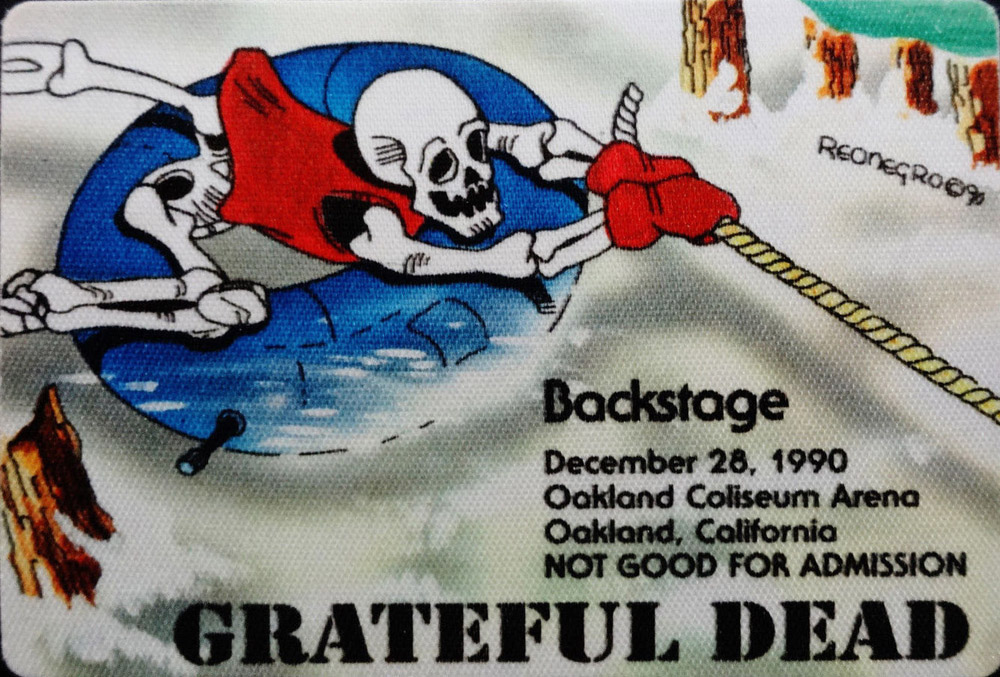 ReoNegRo©90
Backstage
December 28, 1990
Oakland Coliseum Arena
Oakland, California
NOT GOOD FOR ADMISSION
GRATEFUL DEAD